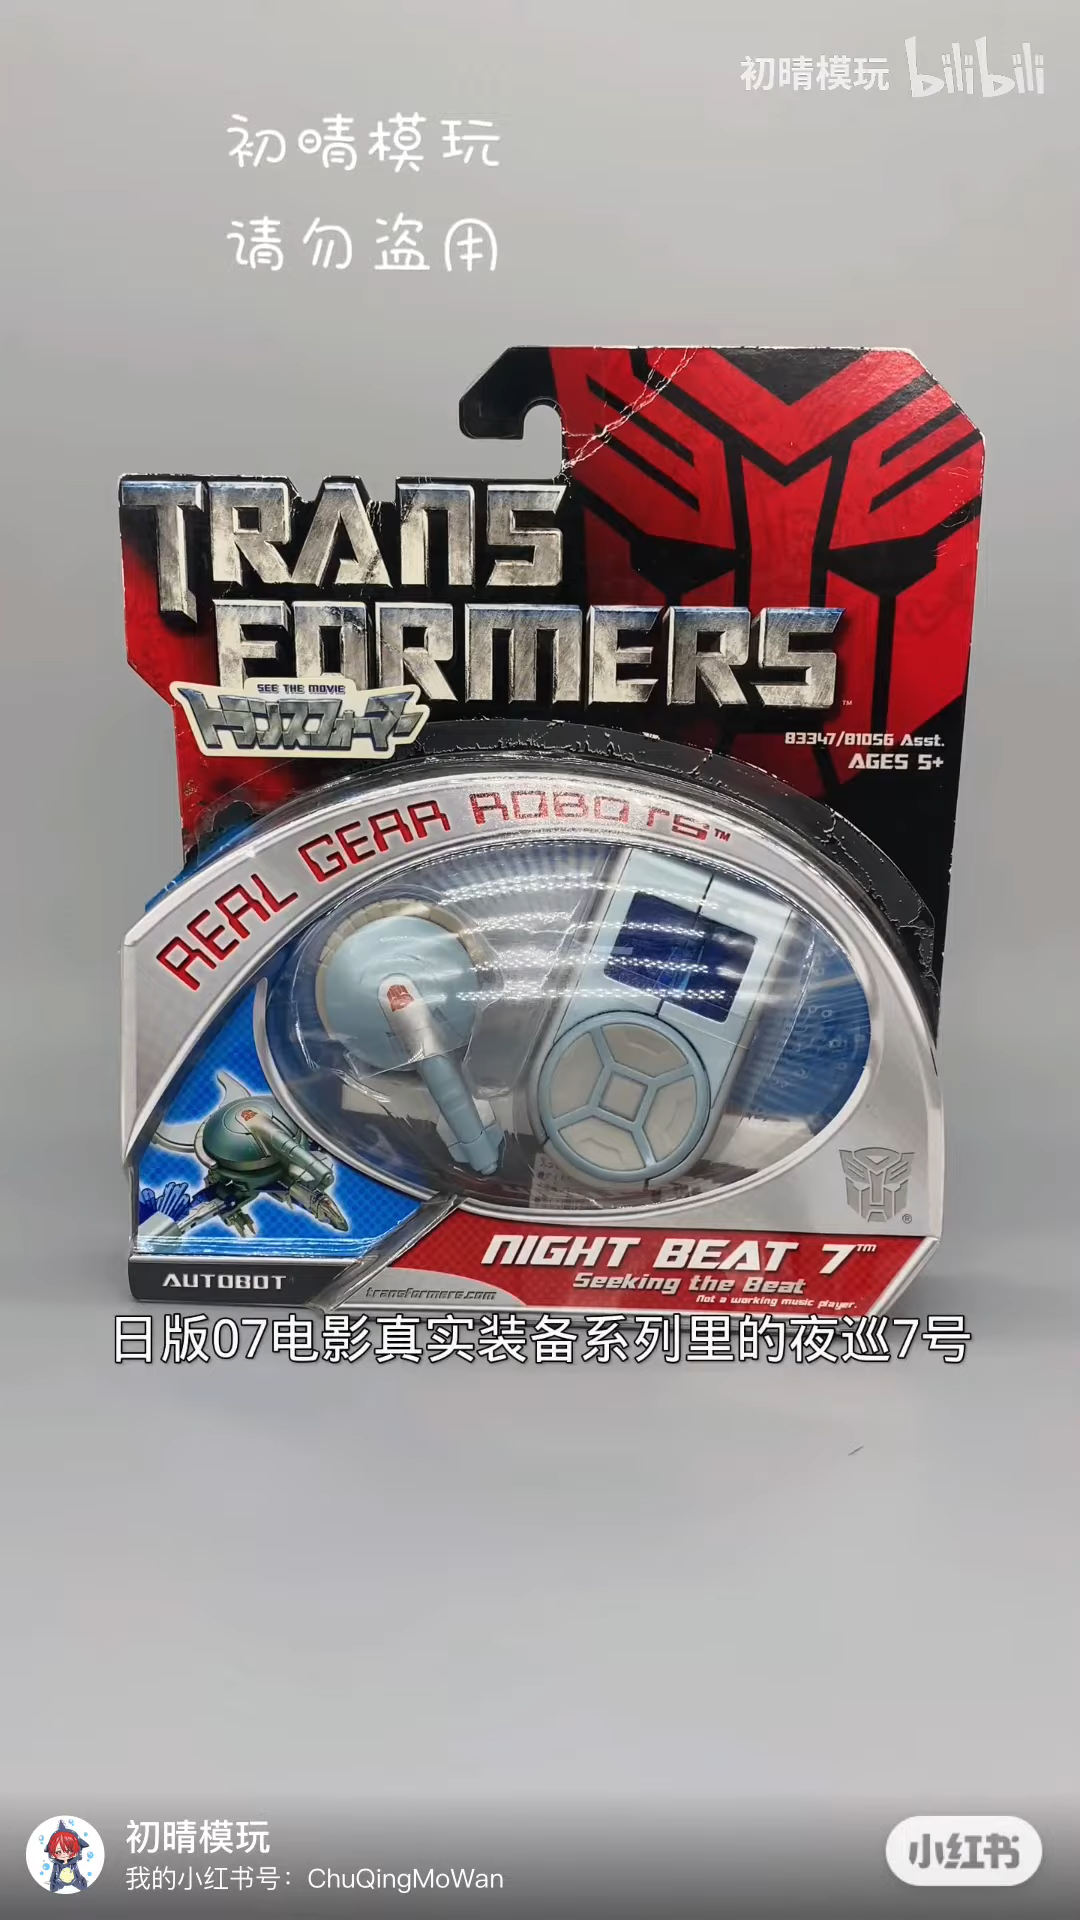 初晴模玩 bilibili
初晴模玩
请勿盗用
TRANS
FORMERS™
SEE THE MOVIE
トランスフォーマー
83347/81056 Asst.
AGES 5+
REAL GEAR ROBOTS™
®
NIGHT BEAT 7™
Seeking the Beat
Not a working music player.
AUTOBOT
transformers.com
日版07电影真实装备系列里的夜巡7号
初晴模玩
我的小红书号：ChuQingMoWan
小红书